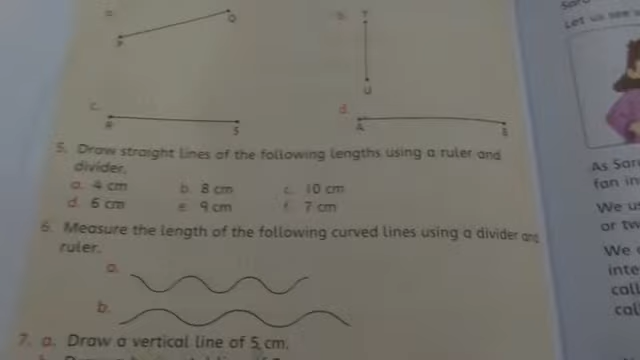 a.
P
Q
b.
T
U
c.
R
S
d.
A
B
5. Draw straight lines of the following lengths using a ruler and
divider.
a. 4 cm b. 8 cm c. 10 cm
d. 6 cm e. 9 cm f. 7 cm
6. Measure the length of the following curved lines using a divider and
ruler.
a.
b.
7. a. Draw a vertical line of 5 cm.
Let us see
As Sar
fan in
We us
or tw
We
inte
call
cal